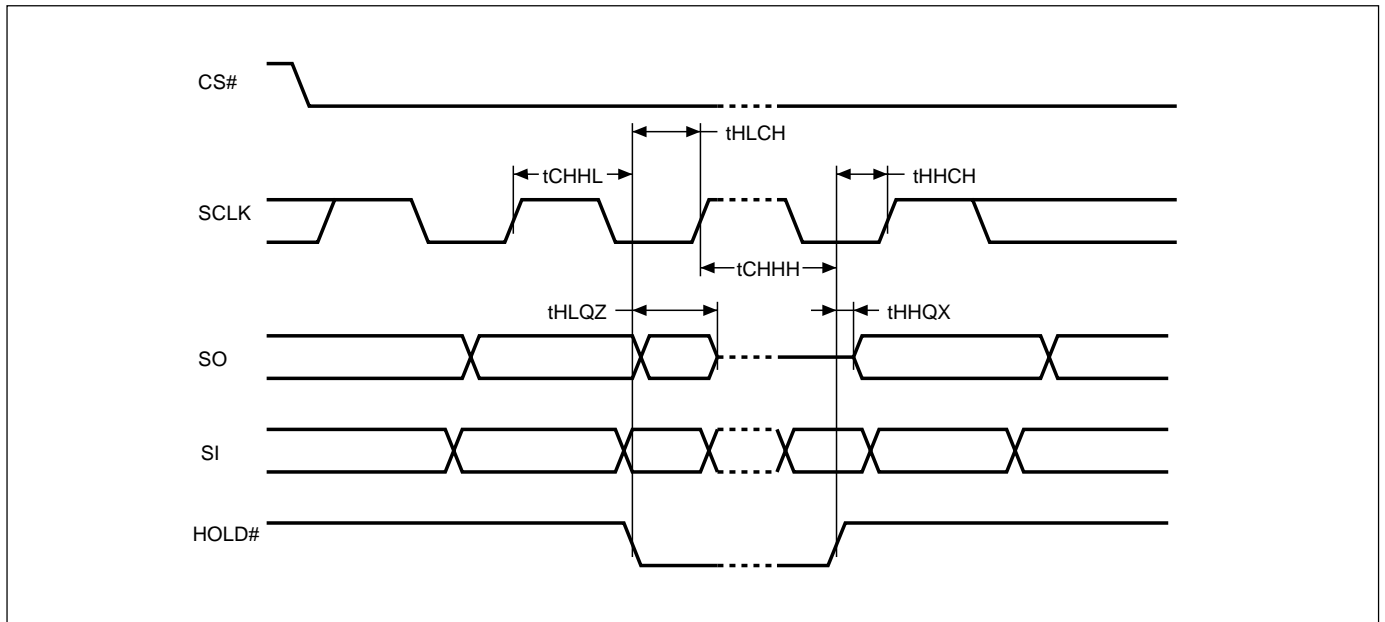 CS#
tHLCH
tCHHL
tHHCH
SCLK
tCHHH
tHLQZ
tHHQX
SO
SI
HOLD#